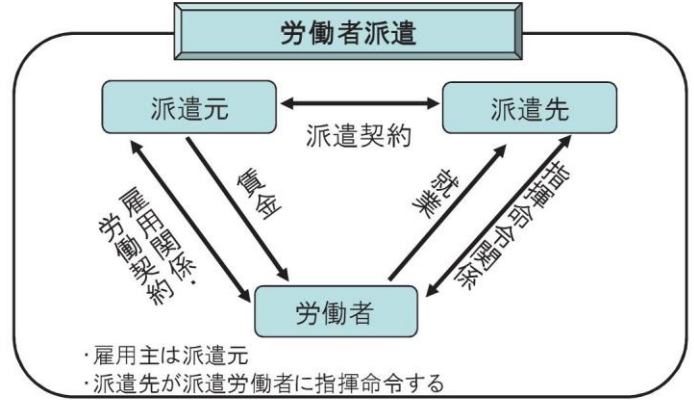 労働者派遣
派遣元
派遣先
派遣契約
雇用関係・
労働契約
賃金
就業
指揮命令関係
労働者
・雇用主は派遣元
・派遣先が派遣労働者に指揮命令する